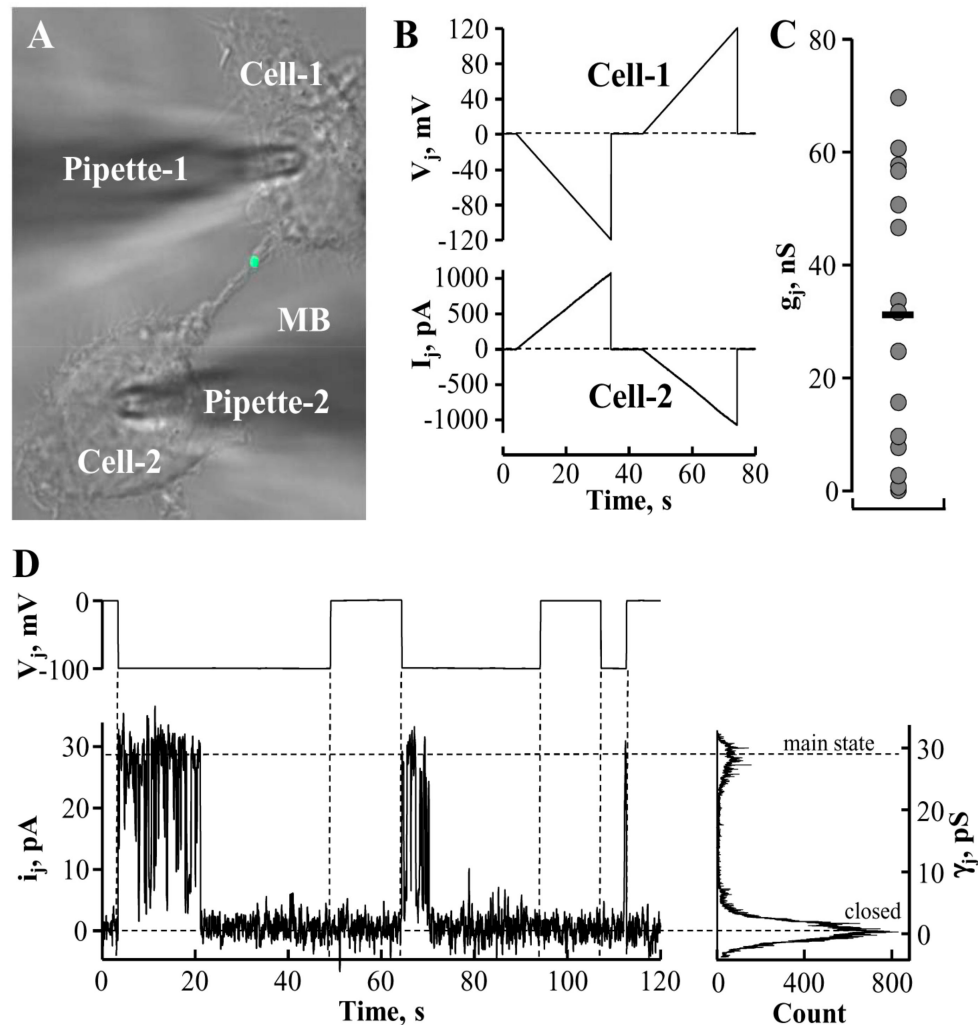 A
Cell-1
Pipette-1
MB
Pipette-2
Cell-2
B
120
80
40
0
-40
-80
-120
Vj, mV
Cell-1
1000
500
0
-500
-1000
Ij, pA
Cell-2
0 20 40 60 80
Time, s
C
80
60
40
20
0
gj, nS
D
0
-100
Vj, mV
30
20
10
0
ij, pA
0 20 40 60 80 100 120
Time, s
main state
closed
30
20
10
0
γj, pS
0 400 800
Count